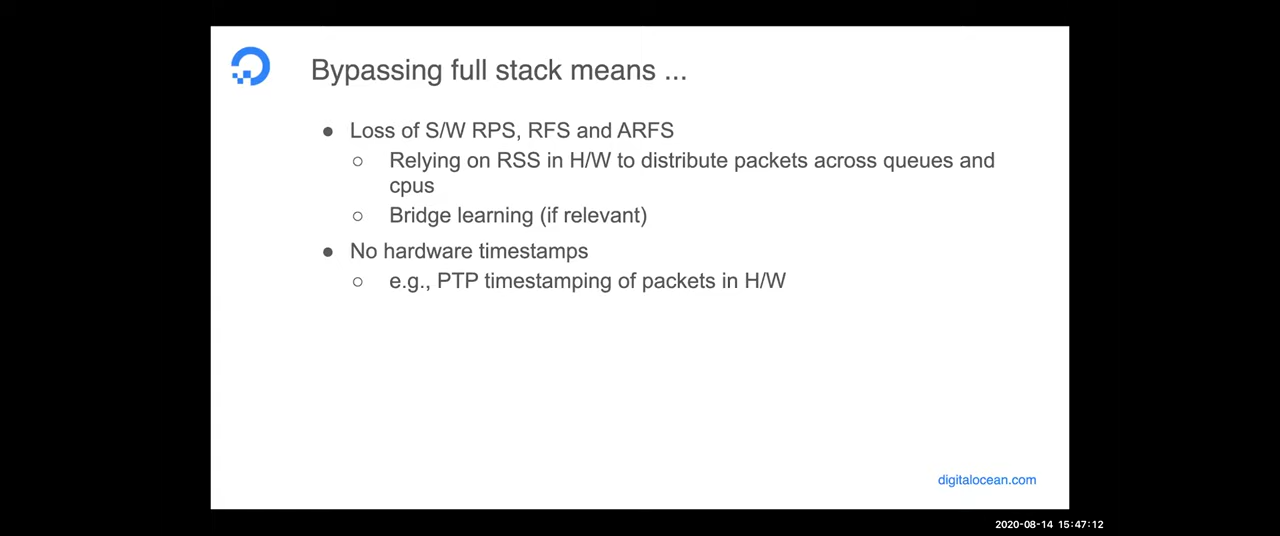 Bypassing full stack means ...
● Loss of S/W RPS, RFS and ARFS
○ Relying on RSS in H/W to distribute packets across queues and
cpus
○ Bridge learning (if relevant)
● No hardware timestamps
○ e.g., PTP timestamping of packets in H/W
digitalocean.com
2020-08-14 15:47:12